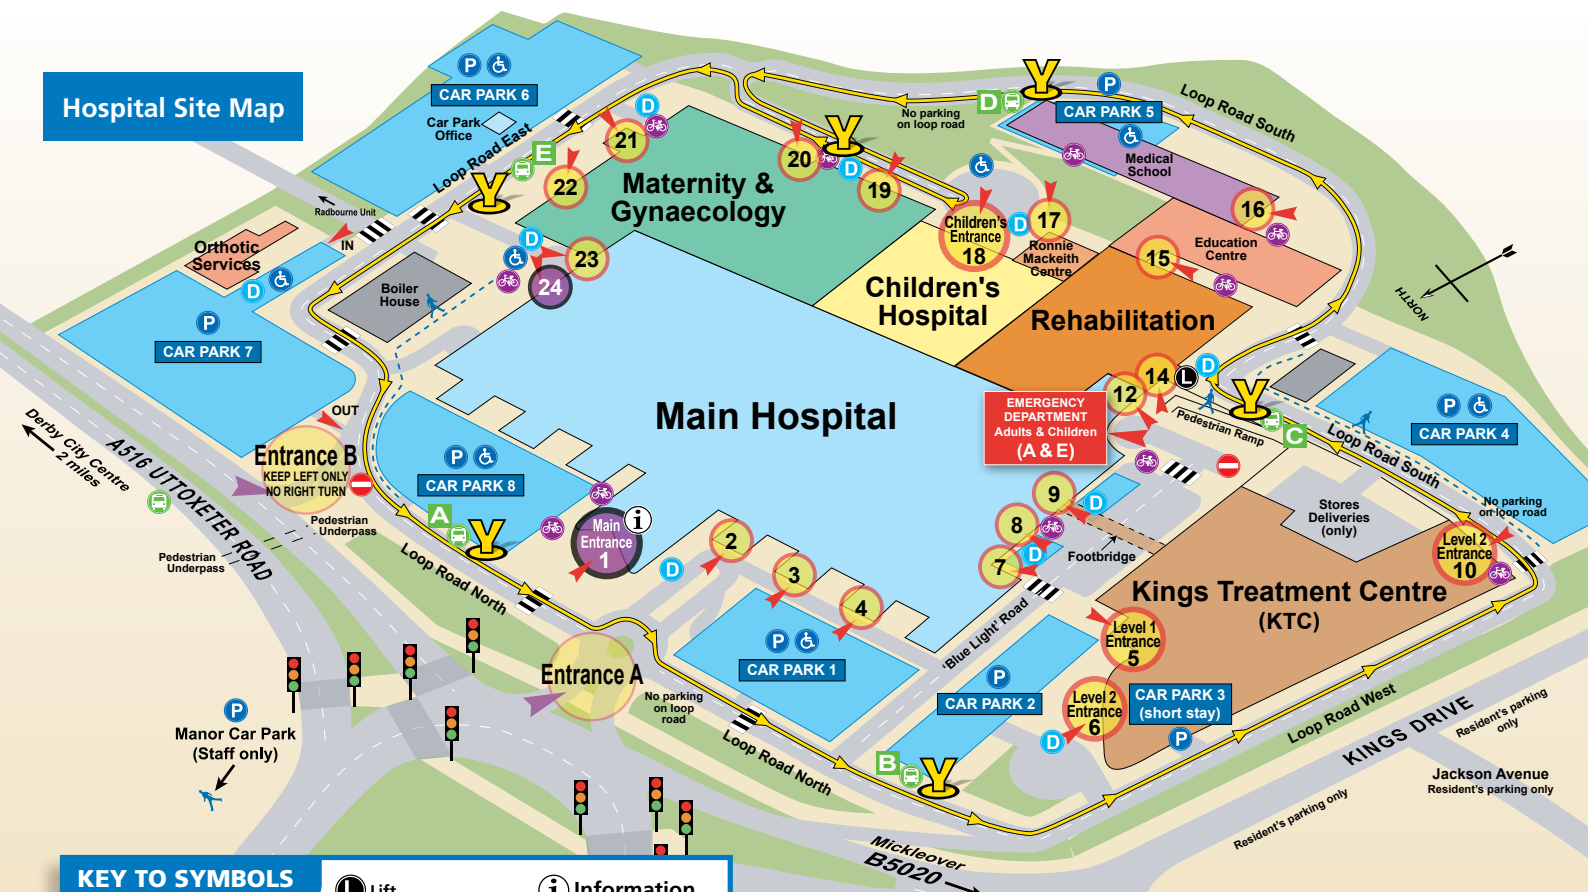 Hospital Site Map
P
CAR PARK 6
Car Park
Office
Loop Road East
E
D
21
22
20
D
19
Maternity &
Gynaecology
No parking
on loop road
D
P
CAR PARK 5
Loop Road South
Medical
School
16
Education
Centre
15
17
D
Ronnie
Mackeith
Centre
Children's
Entrance
18
Children's
Hospital
Rehabilitation
NORTH
Radbourne Unit
IN
Orthotic
Services
D
Boiler
House
D
23
24
P
CAR PARK 7
OUT
Entrance B
KEEP LEFT ONLY
NO RIGHT TURN
Derby City Centre
2 miles
A516 UTTOXETER ROAD
Pedestrian
Underpass
Pedestrian
Underpass
P
CAR PARK 8
A
Main Hospital
Main
Entrance
1
i
D
2
3
4
Loop Road North
EMERGENCY
DEPARTMENT
Adults & Children
(A & E)
12
14
L
D
Pedestrian Ramp
C
Loop Road South
P
CAR PARK 4
No parking
on loop road
Stores
Deliveries
(only)
Level 2
Entrance
10
9
D
8
D
7
Footbridge
Kings Treatment Centre
(KTC)
'Blue Light' Road
Level 1
Entrance
5
Level 2
Entrance
6
D
CAR PARK 3
(short stay)
P
P
CAR PARK 1
P
CAR PARK 2
Entrance A
No parking
on loop
road
Loop Road North
B
Loop Road West
KINGS DRIVE
Resident's parking
only
Jackson Avenue
Resident's parking only
Resident's parking only
Mickleover
B5020
P
Manor Car Park
(Staff only)
KEY TO SYMBOLS
L Lift
i Information